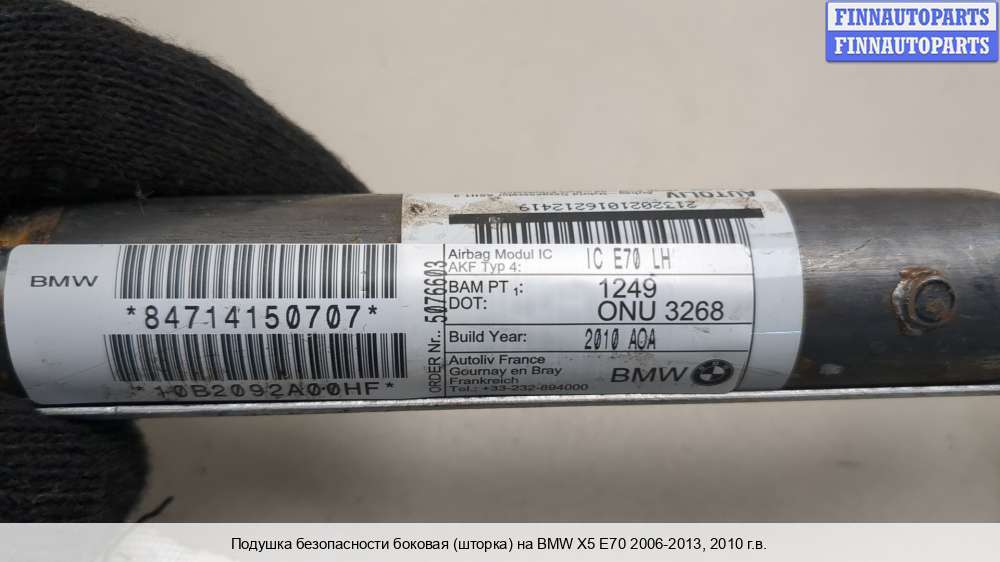 FINNAUTOPARTS
FINNAUTOPARTS
AUTOLIV
2132021016212419
BMW
*84714150707*
*10B2092A00HF*
ORDER Nr.: 5076603
Airbag Modul IC
AKF Typ 4:
IC E70 LH
BAM PT 1:
1249
DOT:
ONU 3268
Build Year:
2010 AOA
Autoliv France
Gournay en Bray
Frankreich
Tel.: +33-232-894000
BMW
Подушка безопасности боковая (шторка) на BMW X5 E70 2006-2013, 2010 г.в.